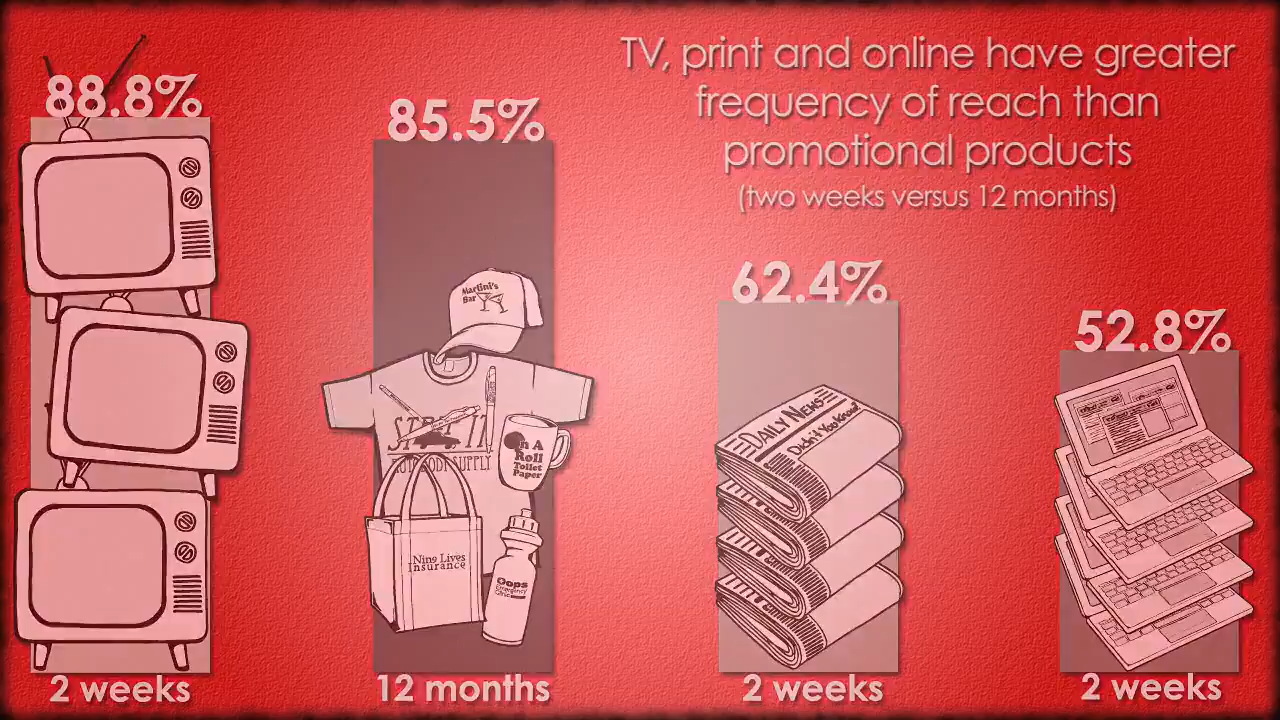 TV, print and online have greater
frequency of reach than
promotional products
(two weeks versus 12 months)
88.8%
85.5%
62.4%
52.8%
Martini's
Bar
On A
Roll
Toilet
Paper
SUPPLY
Nine Lives
Insurance
Oops
Emergency
DAILY NEWS
Didn't You Know?
2 weeks
12 months
2 weeks
2 weeks